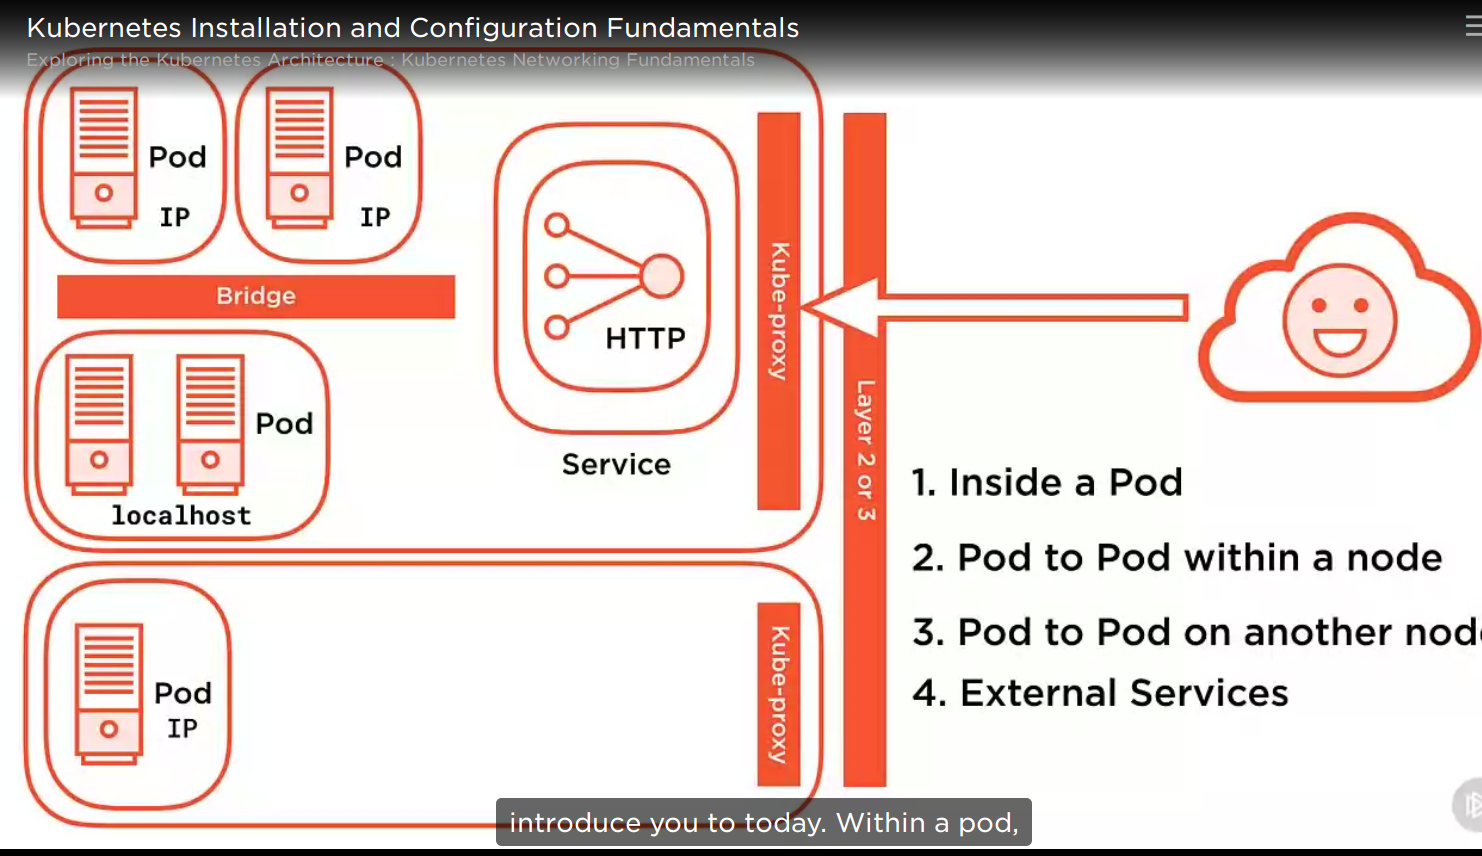 Kubernetes Installation and Configuration Fundamentals
Exploring the Kubernetes Architecture : Kubernetes Networking Fundamentals
Pod
IP
Pod
IP
Bridge
Pod
localhost
HTTP
Service
Kube-proxy
Layer 2 or 3
Pod
IP
Kube-proxy
1. Inside a Pod
2. Pod to Pod within a node
3. Pod to Pod on another
4. External Services
introduce you to today. Within a pod,